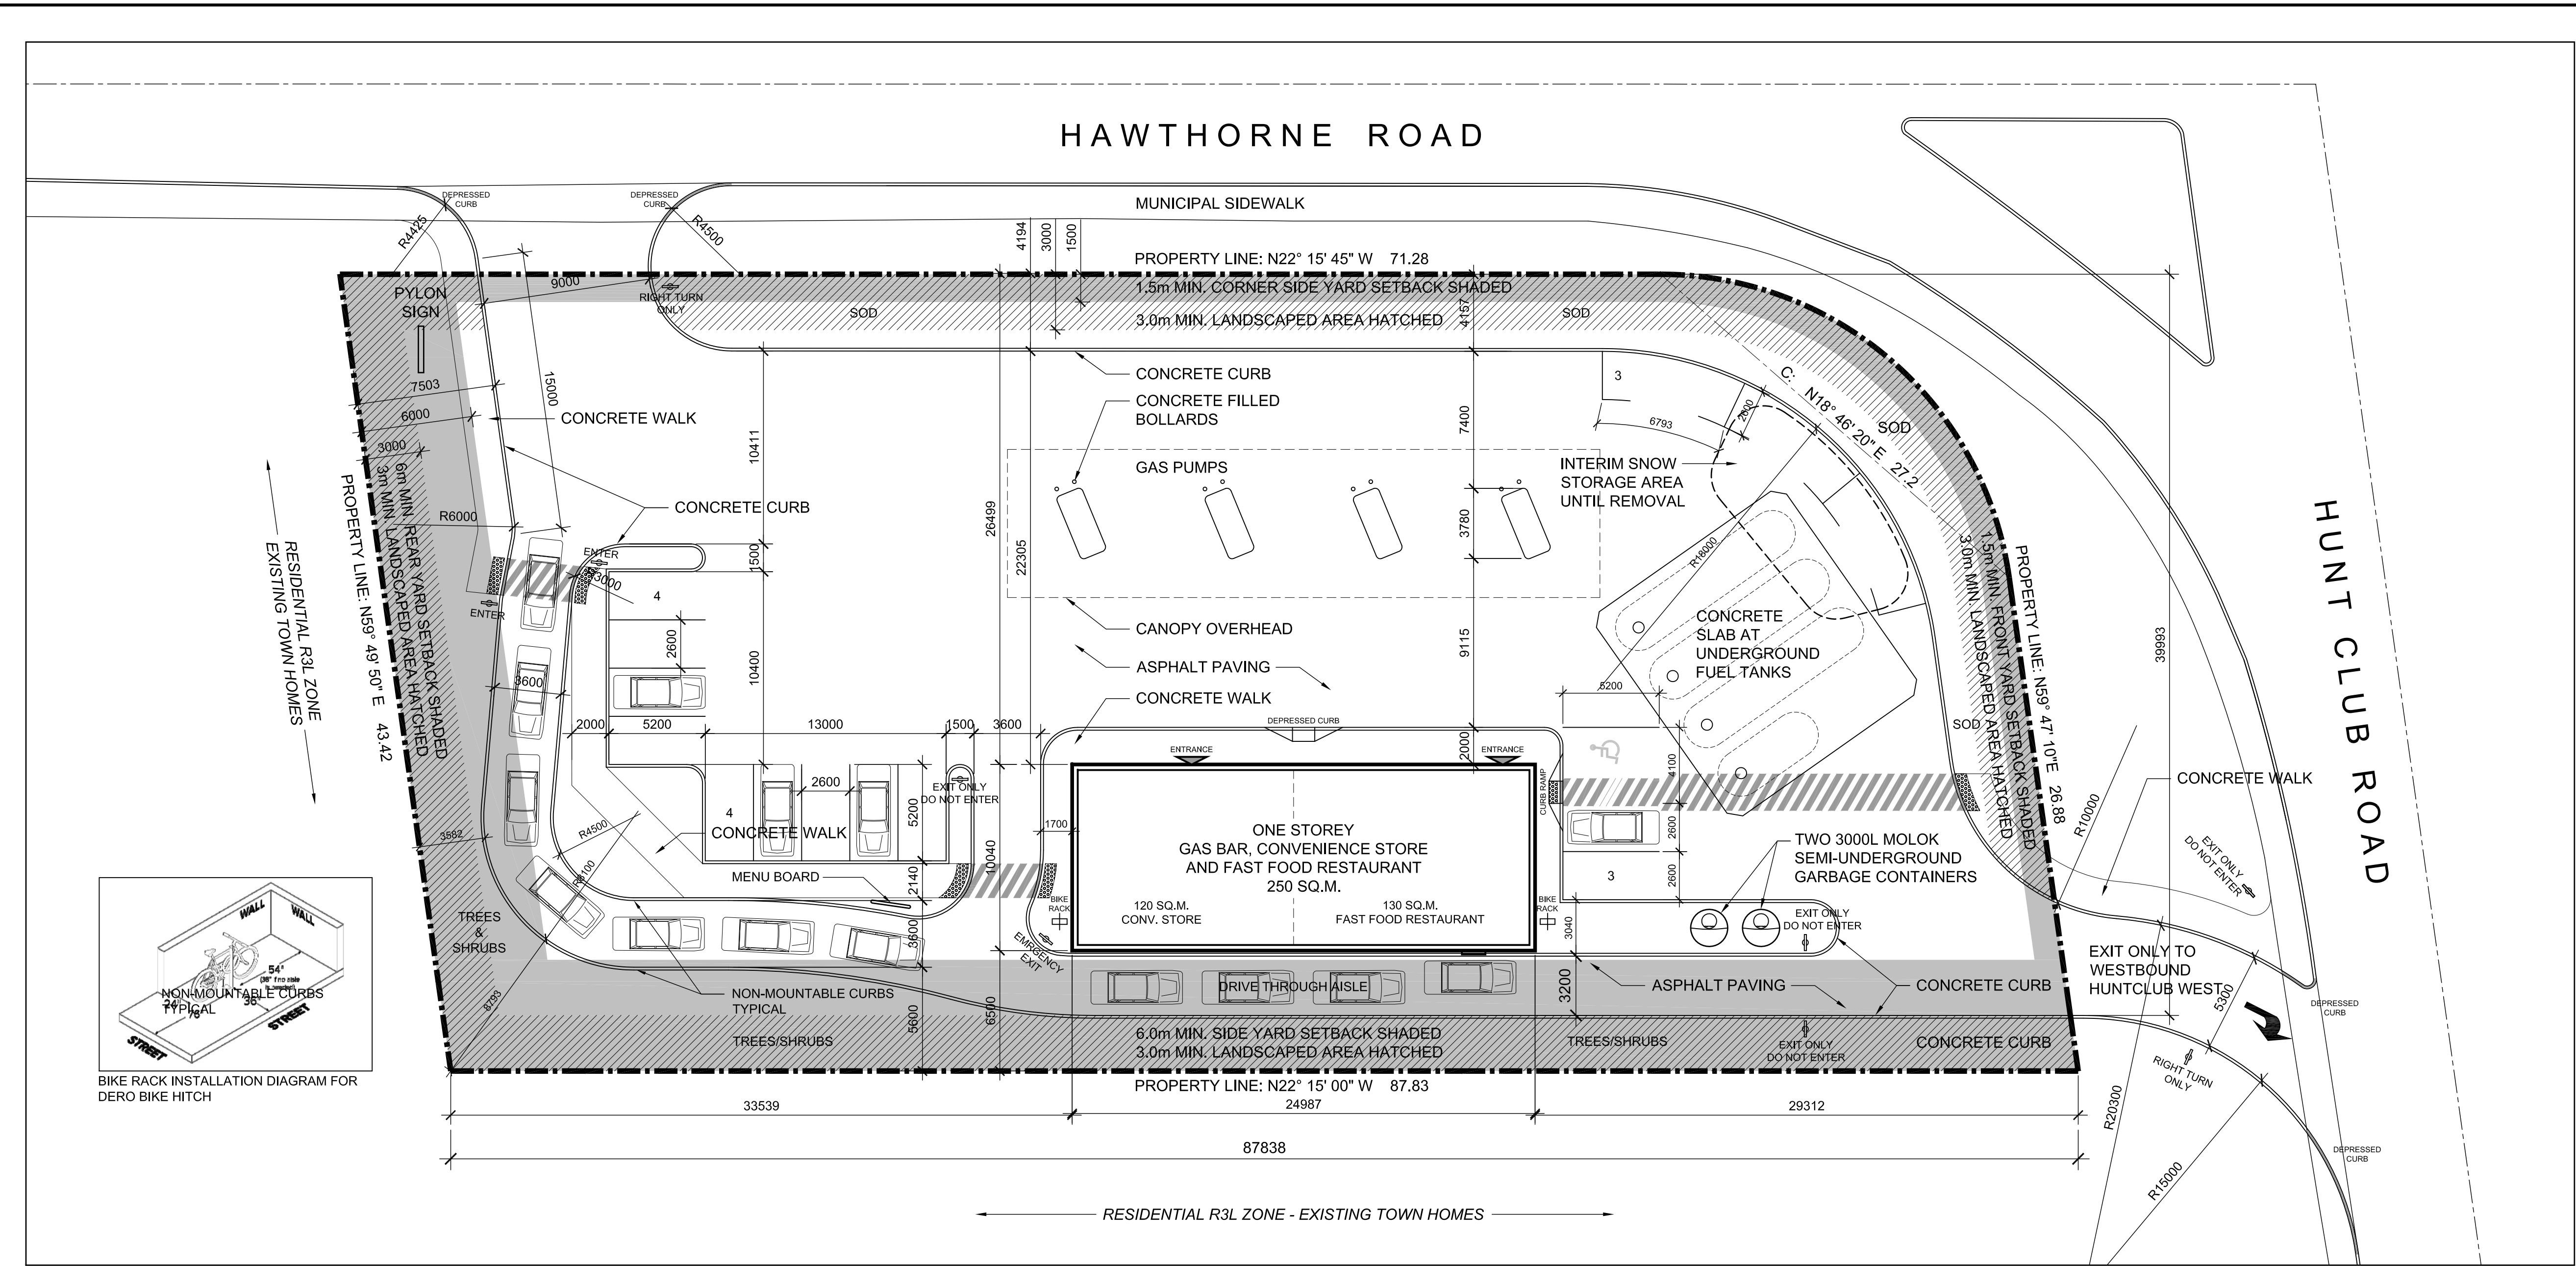 HAWTHORNE ROAD
DEPRESSED
CURB
DEPRESSED
CURB
R4425
R4500
MUNICIPAL SIDEWALK
4194
3000
1500
PROPERTY LINE: N22° 15' 45" W 71.28
1.5m MIN. CORNER SIDE YARD SETBACK SHADED
3.0m MIN. LANDSCAPED AREA HATCHED
SOD
SOD
4157
PYLON
SIGN
9000
RIGHT TURN
ONLY
7503
6000
3000
15000
CONCRETE WALK
CONCRETE CURB
CONCRETE FILLED
BOLLARDS
GAS PUMPS
10411
7400
3
6793
2600
C: N18° 46' 20" E 27.2
SOD
INTERIM SNOW
STORAGE AREA
UNTIL REMOVAL
HUNT CLUB ROAD
R6000
CONCRETE CURB
26499
22305
3780
R18000
ENTER
R3000
1500
4
ENTER
RESIDENTIAL R3L ZONE
EXISTING TOWN HOMES
PROPERTY LINE: N59° 49' 50" E 43.42
6m MIN. REAR YARD SETBACK SHADED
3m MIN. LANDSCAPED AREA HATCHED
PROPERTY LINE: N59° 47' 10"E 26.88
1.5m MIN. FRONT YARD SETBACK SHADED
3.0m MIN. LANDSCAPED AREA HATCHED
39993
2600
10400
CANOPY OVERHEAD
ASPHALT PAVING
CONCRETE WALK
9115
CONCRETE
SLAB AT
UNDERGROUND
FUEL TANKS
5200
3600
2000
5200
13000
1500
3600
DEPRESSED CURB
2000
SOD
ENTRANCE
ENTRANCE
4100
CONCRETE WALK
2600
EXIT ONLY
DO NOT ENTER
5200
CURB RAMP
R10000
4
CONCRETE WALK
R4500
3582
R8100
1700
ONE STOREY
GAS BAR, CONVENIENCE STORE
AND FAST FOOD RESTAURANT
250 SQ.M.
120 SQ.M.
CONV. STORE
130 SQ.M.
FAST FOOD RESTAURANT
2600
2600
3
TWO 3000L MOLOK
SEMI-UNDERGROUND
GARBAGE CONTAINERS
EXIT ONLY
DO NOT ENTER
MENU BOARD
2140
10040
BIKE
RACK
BIKE
RACK
3040
EXIT ONLY
DO NOT ENTER
TREES
&
SHRUBS
3600
EMRGENCY
EXIT
EXIT ONLY TO
WESTBOUND
HUNTCLUB WEST
5300
DEPRESSED
CURB
WALL
WALL
54"
36"
24"
78"
STREET
STREET
NON-MOUNTABLE CURBS
TYPICAL
8793
NON-MOUNTABLE CURBS
TYPICAL
DRIVE THROUGH AISLE
3200
ASPHALT PAVING
CONCRETE CURB
5600
6500
TREES/SHRUBS
6.0m MIN. SIDE YARD SETBACK SHADED
3.0m MIN. LANDSCAPED AREA HATCHED
TREES/SHRUBS
EXIT ONLY
DO NOT ENTER
CONCRETE CURB
RIGHT TURN
ONLY
BIKE RACK INSTALLATION DIAGRAM FOR
DERO BIKE HITCH
PROPERTY LINE: N22° 15' 00" W 87.83
33539
24987
29312
R20300
87838
DEPRESSED
CURB
R15000
RESIDENTIAL R3L ZONE - EXISTING TOWN HOMES